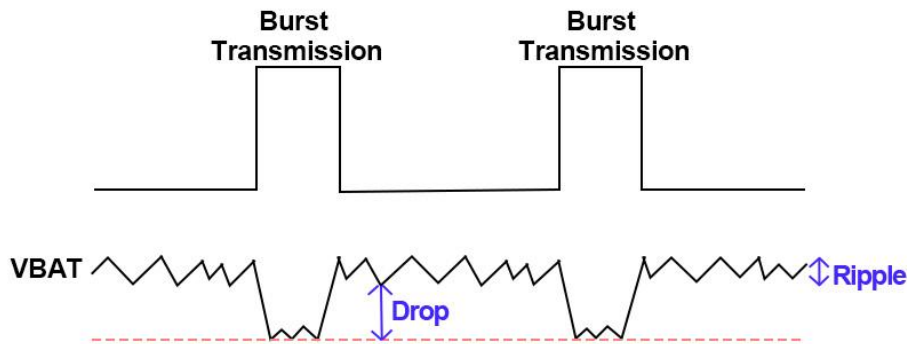 Burst
Transmission
Burst
Transmission
VBAT
Ripple
Drop